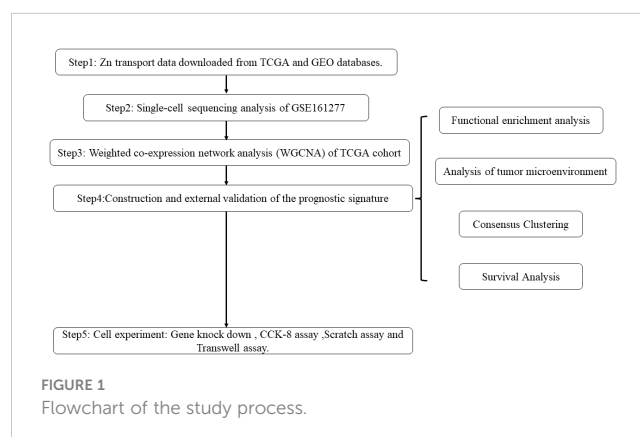 Step1: Zn transport data downloaded from TCGA and GEO databases.
Step2: Single-cell sequencing analysis of GSE161277
Step3: Weighted co-expression network analysis (WGCNA) of TCGA cohort
Step4:Construction and external validation of the prognostic signature
Functional enrichment analysis
Analysis of tumor microenvironment
Consensus Clustering
Survival Analysis
Step5: Cell experiment: Gene knock down , CCK-8 assay ,Scratch assay and
Transwell assay.
FIGURE 1
Flowchart of the study process.